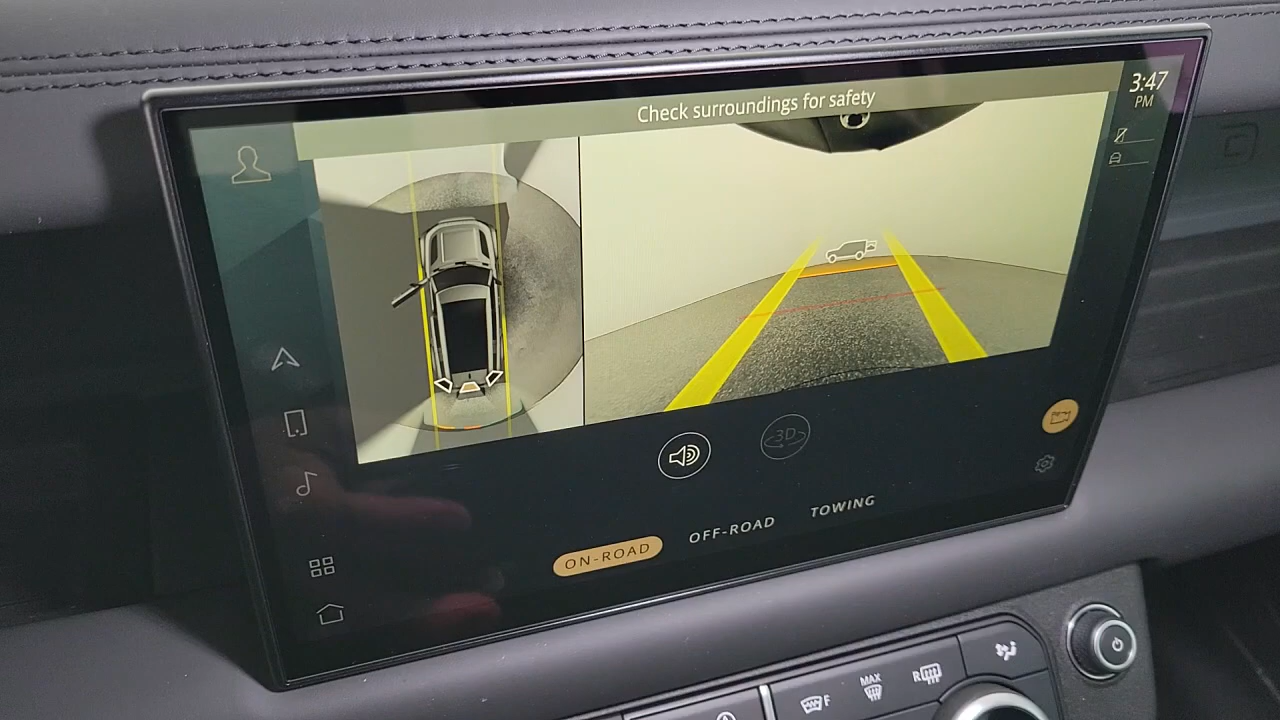 Check surroundings for safety
3:47
PM
3D
ON-ROAD
OFF-ROAD
TOWING
F
MAX
R